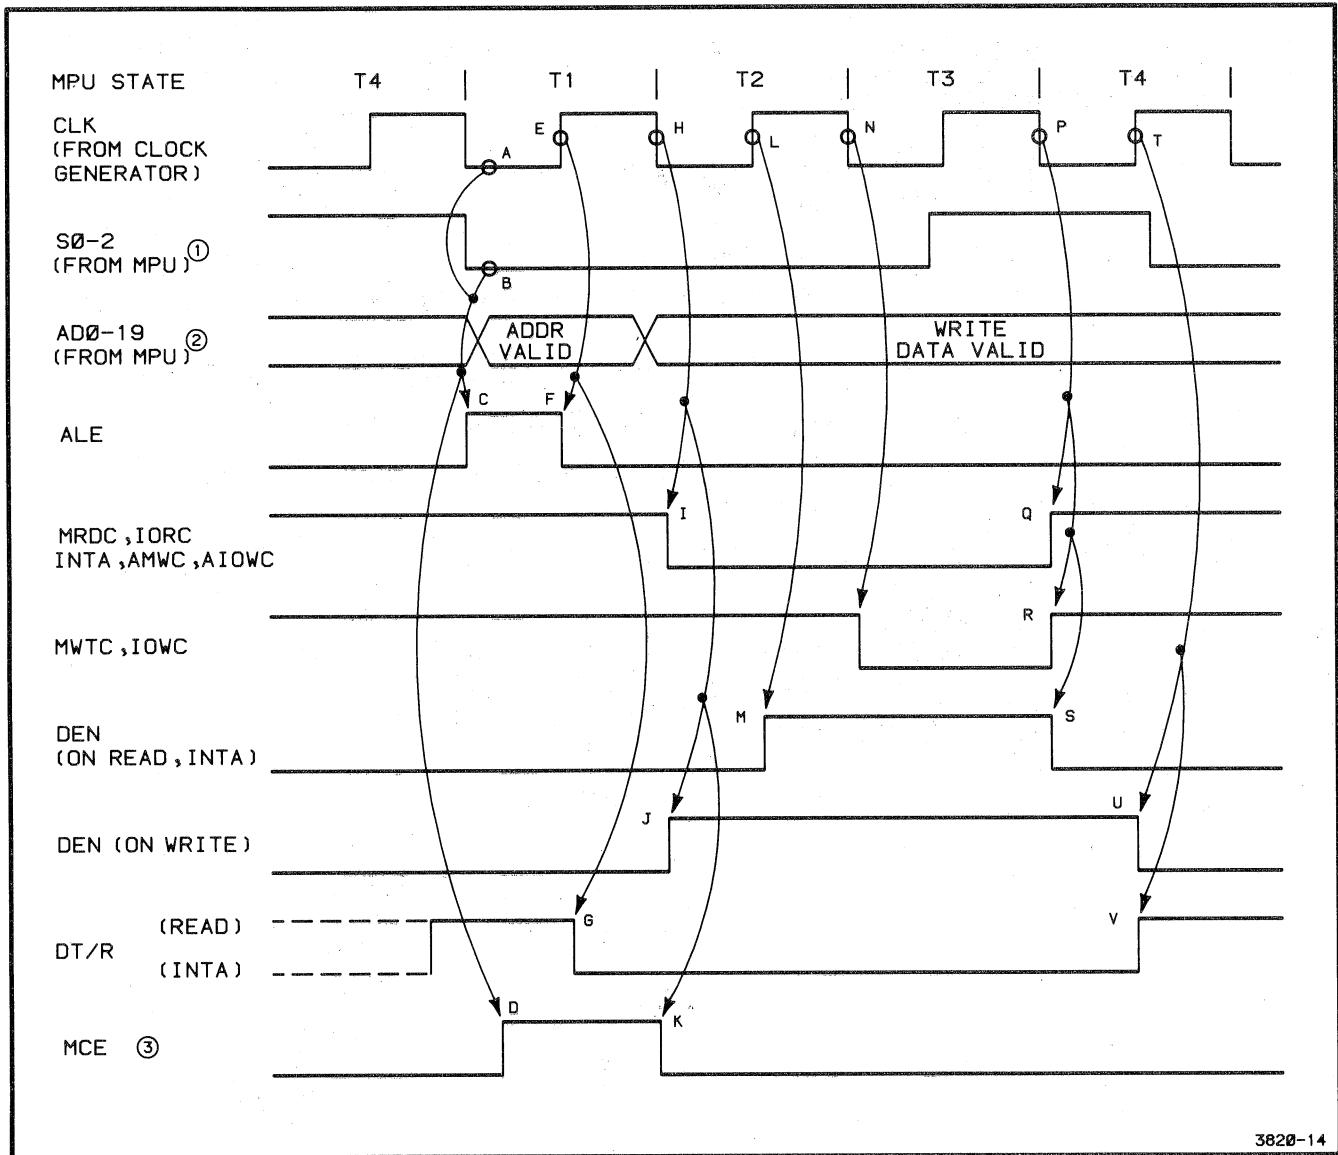 MPU STATE T4 T1 T2 T3 T4
CLK
(FROM CLOCK
GENERATOR)
A E H L N P T
SØ-2 ①
(FROM MPU)
B
ADØ-19 ②
(FROM MPU)
ADDR
VALID
WRITE
DATA VALID
ALE
C F
MRDC,IORC
INTA,AMWC,AIOWC
I Q
MWTC,IOWC
R
DEN
(ON READ,INTA)
M S
DEN (ON WRITE)
J U
DT/R
(READ)
(INTA)
G V
MCE ③
D K
3820-14